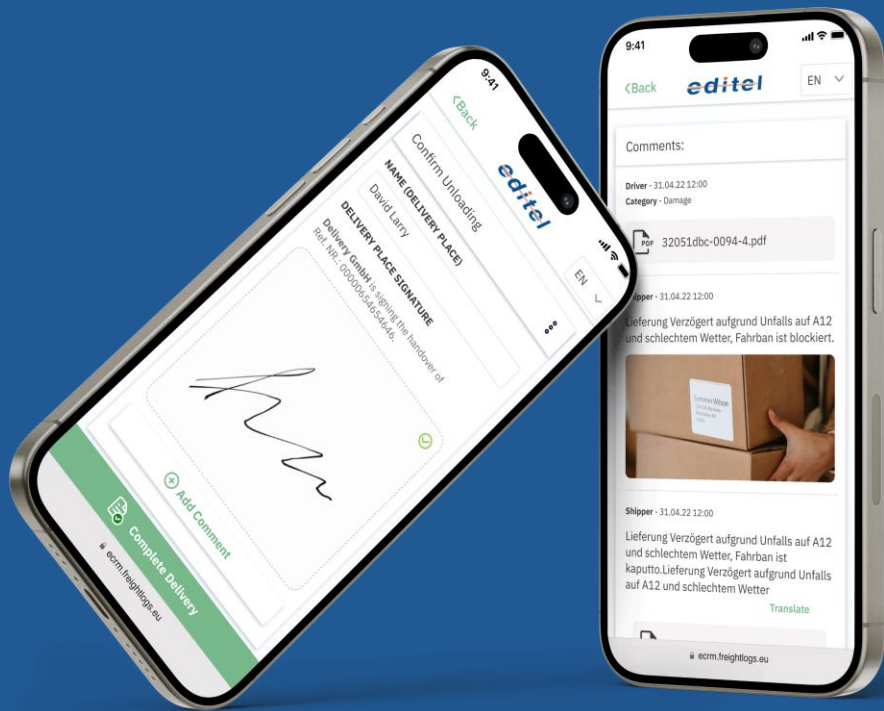 9:41
<Back
editel
EN
Confirm Unloading
NAME (DELIVERY PLACE)
David Larry
DELIVERY PLACE SIGNATURE
Delivery GmbH is signing the handover of
Ref. NR.: 00000654654646.
Add Comment
Complete Delivery
ecrm.freightlogs.eu
9:41
<Back
editel
EN
Comments:
Driver - 31.04.22 12:00
Category - Damage
PDF
32051dbc-0094-4.pdf
Shipper - 31.04.22 12:00
Lieferung Verzögert aufgrund Unfalls auf A12
und schlechtem Wetter, Fahrban ist blockiert.
Summer Wilson
Shipper - 31.04.22 12:00
Lieferung Verzögert aufgrund Unfalls auf A12
und schlechtem Wetter, Fahrban ist
kaputto.Lieferung Verzögert aufgrund Unfalls
auf A12 und schlechtem Wetter
Translate
ecrm.freightlogs.eu